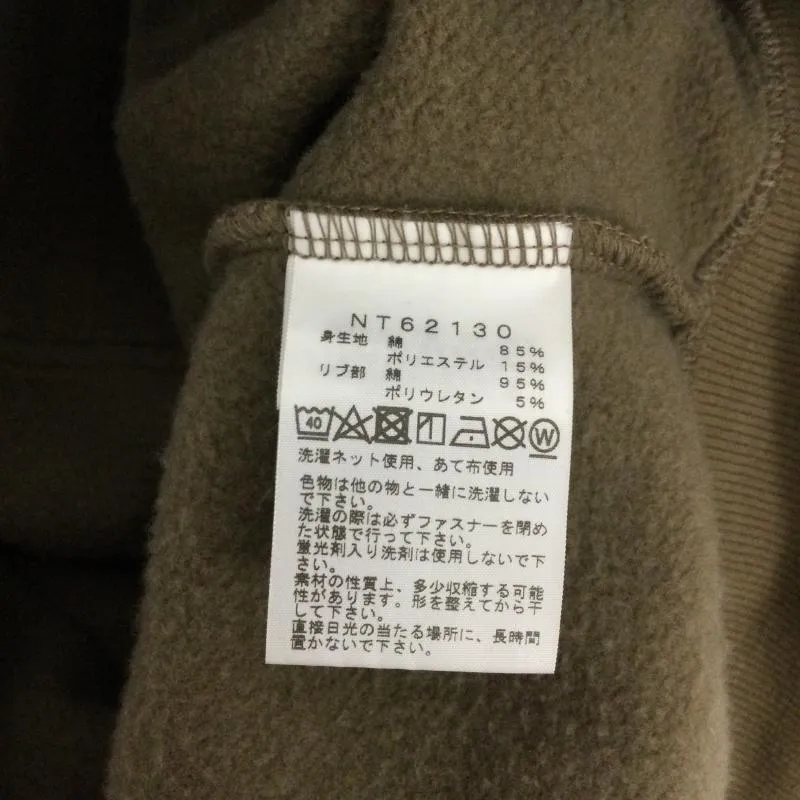 NT62130
身生地 綿 85%
ポリエステル 15%
リブ部 綿 95%
ポリウレタン 5%
40 W
洗濯ネット使用、あて布使用
色物は他の物と一緒に洗濯しない
で下さい。
洗濯の際は必ずファスナーを閉め
た状態で行って下さい。
蛍光剤入り洗剤は使用しないで下
さい。
素材の性質上、多少収縮する可能
性があります。形を整えてから干
して下さい。
直接日光の当たる場所に、長時間
置かないで下さい。